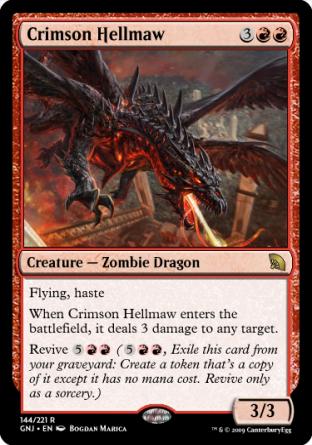 Crimson Hellmaw 3
Creature — Zombie Dragon
Flying, haste
When Crimson Hellmaw enters the
battlefield, it deals 3 damage to any target.
Revive 5 ( 5 , Exile this card from
your graveyard: Create a token that's a copy
of it except it has no mana cost. Revive only
as a sorcery.)
3/3
144/221 R
GNJ • EN BOGDAN MARICA
™ & © 2019 CanterburyEgg